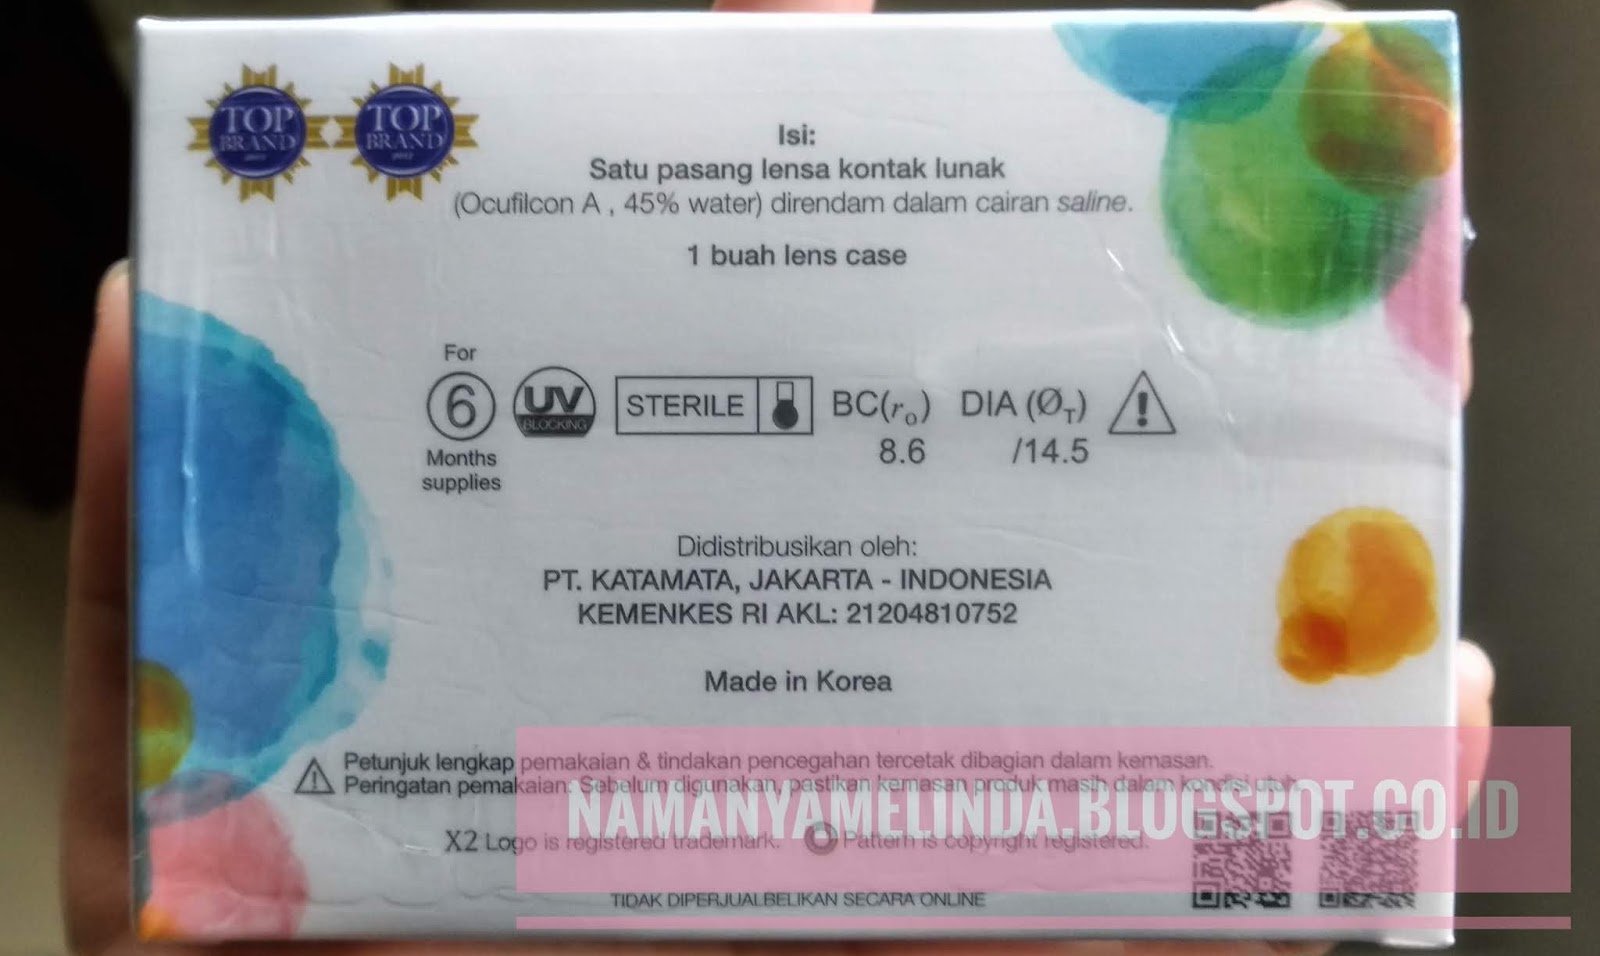 TOP
BRAND
TOP
BRAND
Isi:
Satu pasang lensa kontak lunak
(Ocufilcon A , 45% water) direndam dalam cairan saline.
1 buah lens case
For
6
Months
supplies
UV
BLOCKING
STERILE
BC(rₒ)
8.6
DIA (Ø_T)
/14.5
Didistribusikan oleh:
PT. KATAMATA, JAKARTA - INDONESIA
KEMENKES RI AKL: 21204810752
Made in Korea
Petunjuk lengkap pemakaian & tindakan pencegahan tercetak dibagian dalam kemasan.
Peringatan pemakaian: Sebelum digunakan, pastikan kemasan produk masih dalam kondisi utuh.
NAMANYAMELINDA.BLOGSPOT.CO.ID
X2 Logo is registered trademark. Pattern is copyright registered.
TIDAK DIPERJUALBELIKAN SECARA ONLINE